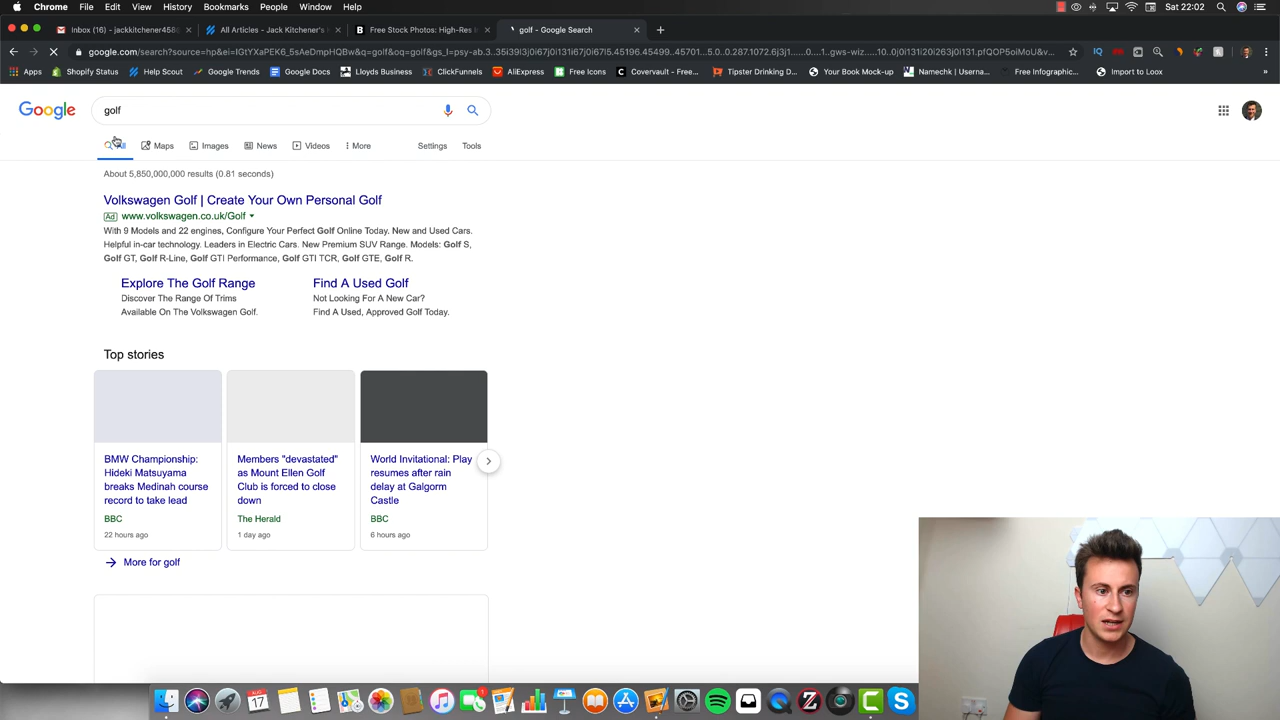 Chrome File Edit View History Bookmarks People Window Help
Sat 22:02
Inbox (1) - jackkitchener458@
All Articles - Jack Kitchener's H
Free Stock Photos: High-Res I
golf - Google Search
Apps
Shopify Status
Help Scout
Google Trends
Google Docs
Lloyds Business
ClickFunnels
AliExpress
Free Icons
Covervault - Free...
Tipster Drinking D...
Your Book Mock-up
Namechk | Userna...
Free Infographic...
Import to Loox
»
Google
golf
All
Maps
Images
News
Videos
More
Settings
Tools
About 5,850,000,000 results (0.81 seconds)
Volkswagen Golf | Create Your Own Personal Golf
Ad www.volkswagen.co.uk/Golf
With 9 Models and 22 engines, Configure Your Perfect Golf Online Today. New and Used Cars.
Helpful in-car technology. Leaders in Electric Cars. New Premium SUV Range. Models: Golf S,
Golf GT, Golf R-Line, Golf GTI Performance, Golf GTI TCR, Golf GTE, Golf R.
Explore The Golf Range
Discover The Range Of Trims
Available On The Volkswagen Golf.
Find A Used Golf
Not Looking For A New Car?
Find A Used, Approved Golf Today.
Top stories
BMW Championship:
Hideki Matsuyama
breaks Medinah course
record to take lead
BBC
22 hours ago
Members "devastated"
as Mount Ellen Golf
Club is forced to close
down
The Herald
1 day ago
World Invitational: Play
resumes after rain
delay at Galgorm
Castle
BBC
6 hours ago
More for golf
AUG
17
1